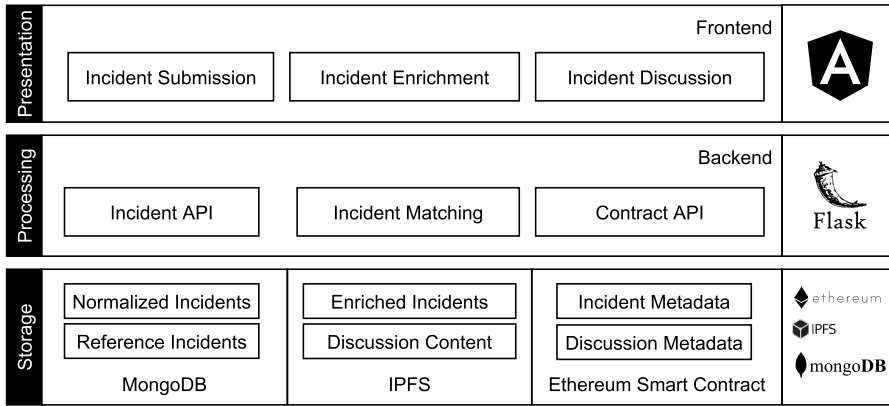 Presentation
Frontend
Incident Submission
Incident Enrichment
Incident Discussion
A
Processing
Backend
Incident API
Incident Matching
Contract API
Flask
Storage
Normalized Incidents
Reference Incidents
MongoDB
Enriched Incidents
Discussion Content
IPFS
Incident Metadata
Discussion Metadata
Ethereum Smart Contract
ethereum
IPFS
mongoDB